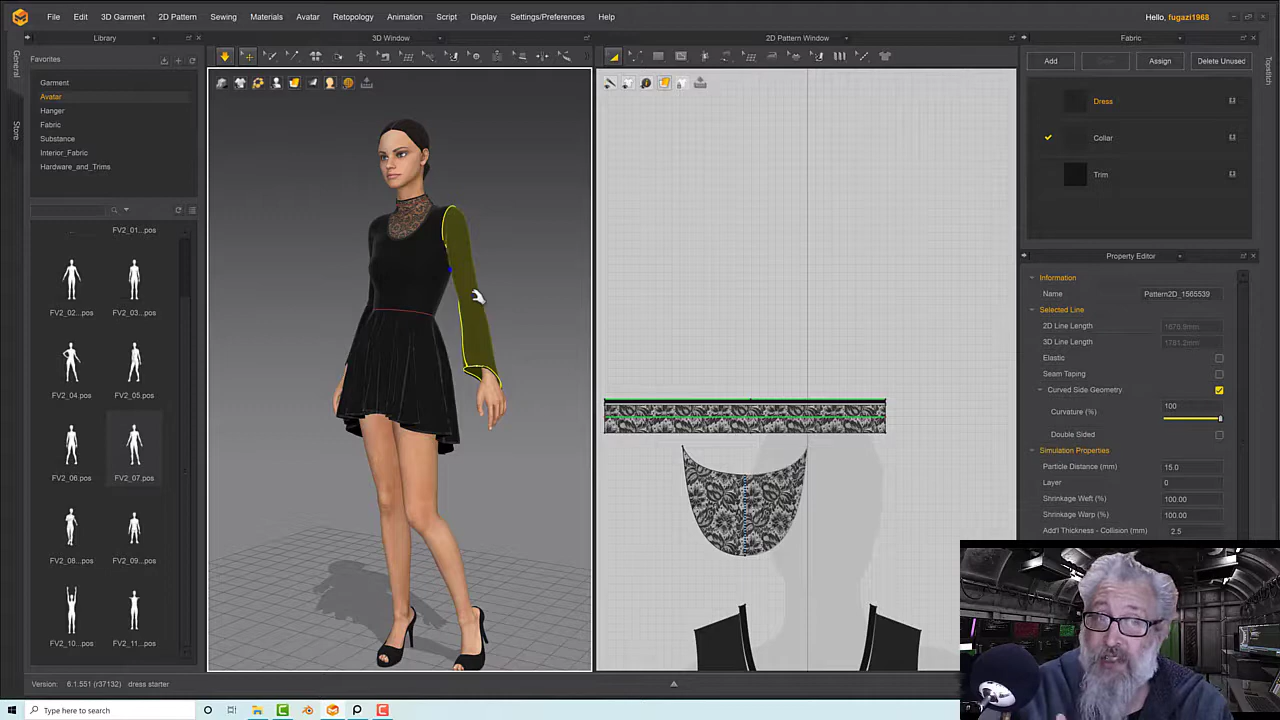 File Edit 3D Garment 2D Pattern Sewing Materials Avatar Retopology Animation Script Display Settings/Preferences Help Hello, fugazi1968
Library 3D Window 2D Pattern Window Fabric
General
Store
Topstitch
Favorites
Garment
Avatar
Hanger
Fabric
Substance
Interior_Fabric
Hardware_and_Trims
FV2_01...pos
FV2_02...pos FV2_03...pos
FV2_04...pos FV2_05...pos
FV2_06...pos FV2_07...pos
FV2_08...pos FV2_09...pos
FV2_10...pos FV2_11...pos
Add Assign Delete Unused
Dress
Collar
Trim
Property Editor
Information
Name Pattern2D_1565539
Selected Line
2D Line Length 1678.9mm
3D Line Length 1781.2mm
Elastic
Seam Taping
Curved Side Geometry
Curvature (%) 100
Double Sided
Simulation Properties
Particle Distance (mm) 15.0
Layer 0
Shrinkage Weft (%) 100.00
Shrinkage Warp (%) 100.00
Add'l Thickness - Collision (mm) 2.5
Version: 6.1.551 (r37132) dress starter
Type here to search